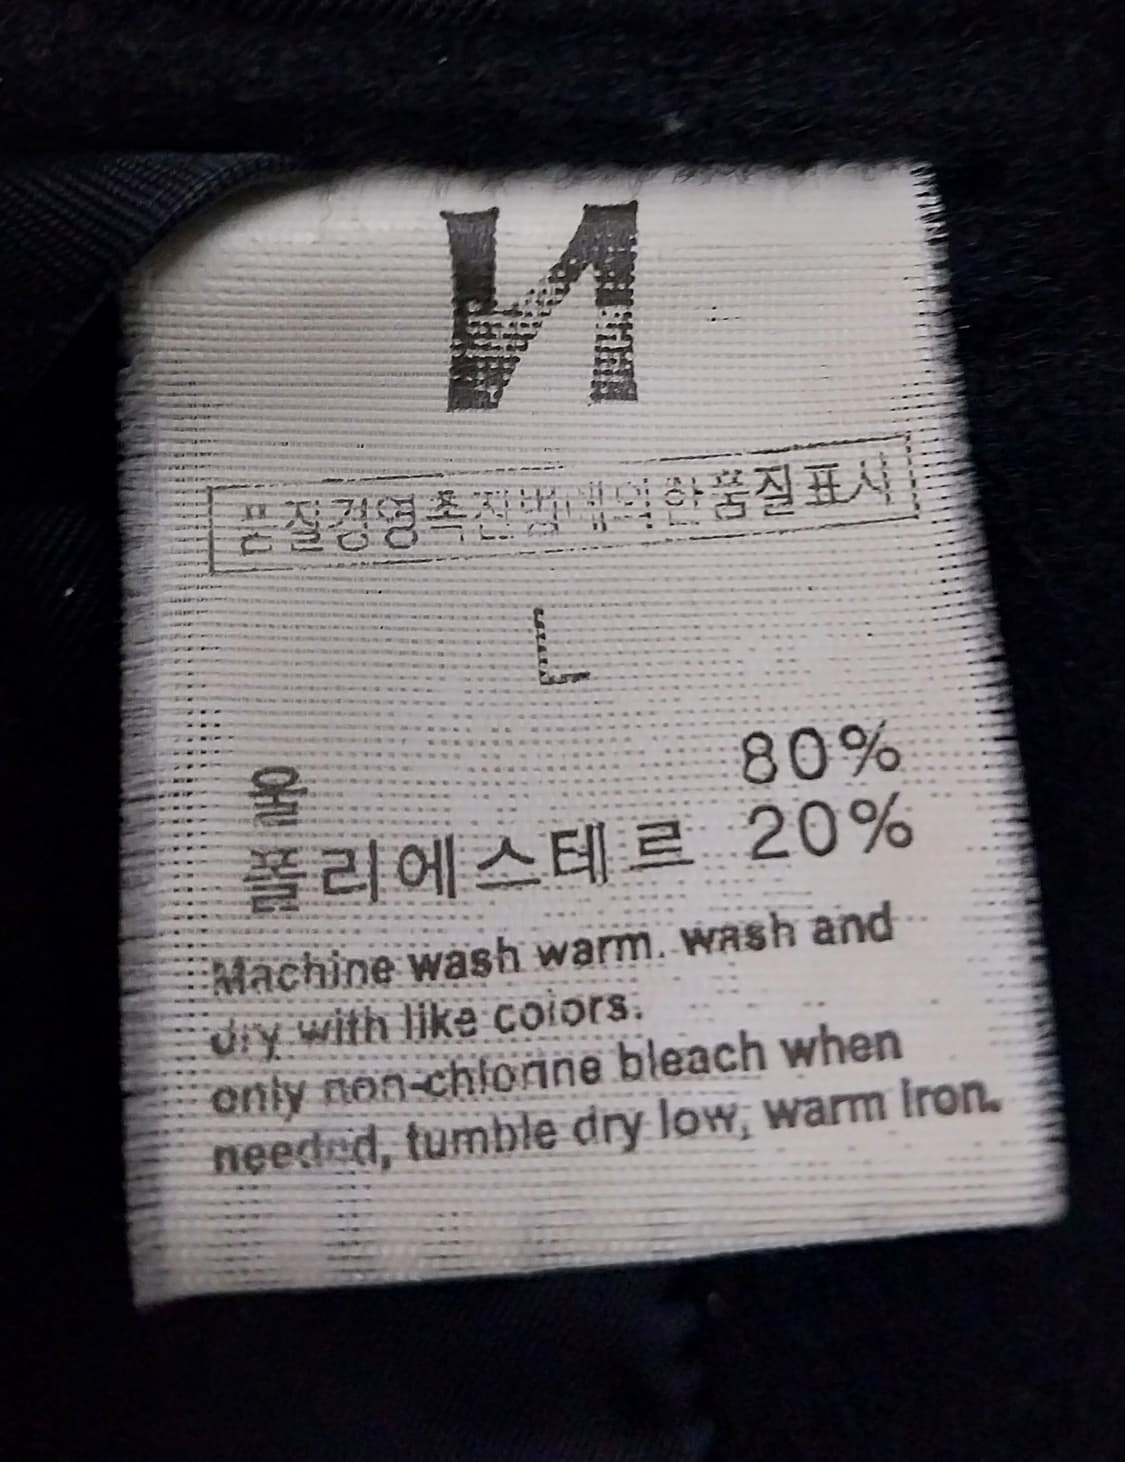 И
품질경영촉진법에의한품질표시
L
울 80%
폴리에스테르 20%
Machine wash warm. wash and
dry with like colors.
only non-chlorine bleach when
needed, tumble dry low, warm iron.